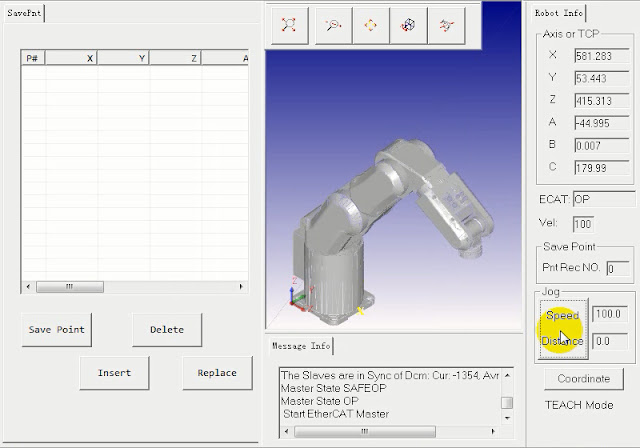 SavePnt
P# X Y Z A
Save Point
Delete
Insert
Replace
Z
Y
X
Message Info
The Slaves are in Sync of Dcm: Cur: -1354, Avr
Master State SAFEOP
Master State OP
Start EtherCAT Master
Robot Info
Axis or TCP
X 581.283
Y 53.443
Z 415.313
A -44.995
B 0.007
C 179.99
ECAT: OP
Vel: 100
Save Point
Pnt Rec NO. 0
Jog
Speed 100.0
Distance 0.0
Coordinate
TEACH Mode